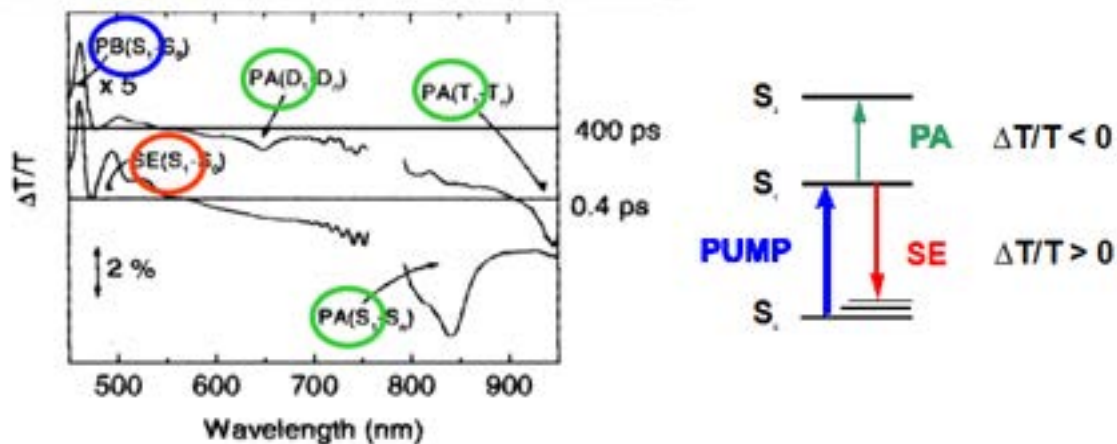 PB(S₁-S₀)
x 5
PA(D₁-Dₙ)
PA(T₁-Tₙ)
400 ps
SE(S₁-S₀)
0.4 ps
2 %
PA(S₁-Sₙ)
ΔT/T
500 600 700 800 900
Wavelength (nm)
PA ΔT/T < 0
PUMP SE ΔT/T > 0
S
S
S